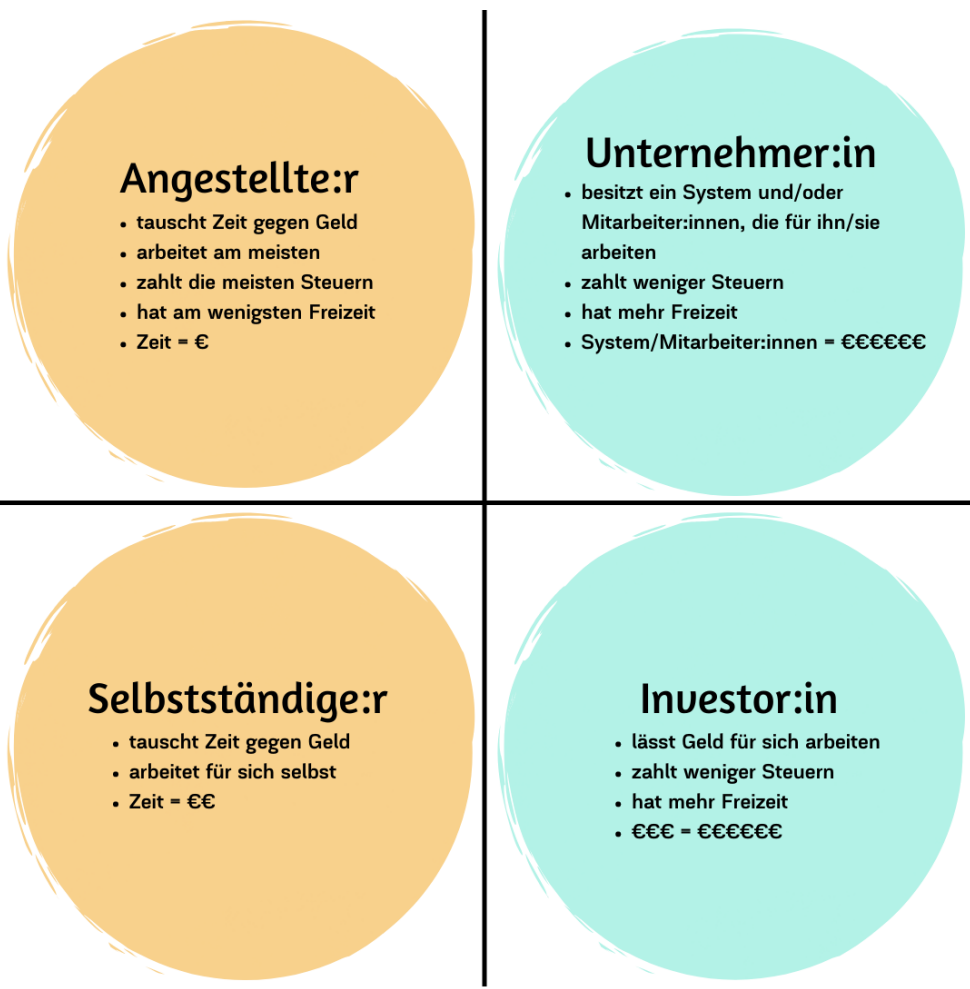 Angestellte:r
• tauscht Zeit gegen Geld
• arbeitet am meisten
• zahlt die meisten Steuern
• hat am wenigsten Freizeit
• Zeit = €
Unternehmer:in
• besitzt ein System und/oder
Mitarbeiter:innen, die für ihn/sie
arbeiten
• zahlt weniger Steuern
• hat mehr Freizeit
• System/Mitarbeiter:innen = €€€€€€
Selbstständige:r
• tauscht Zeit gegen Geld
• arbeitet für sich selbst
• Zeit = €€
Investor:in
• lässt Geld für sich arbeiten
• zahlt weniger Steuern
• hat mehr Freizeit
• €€€ = €€€€€€